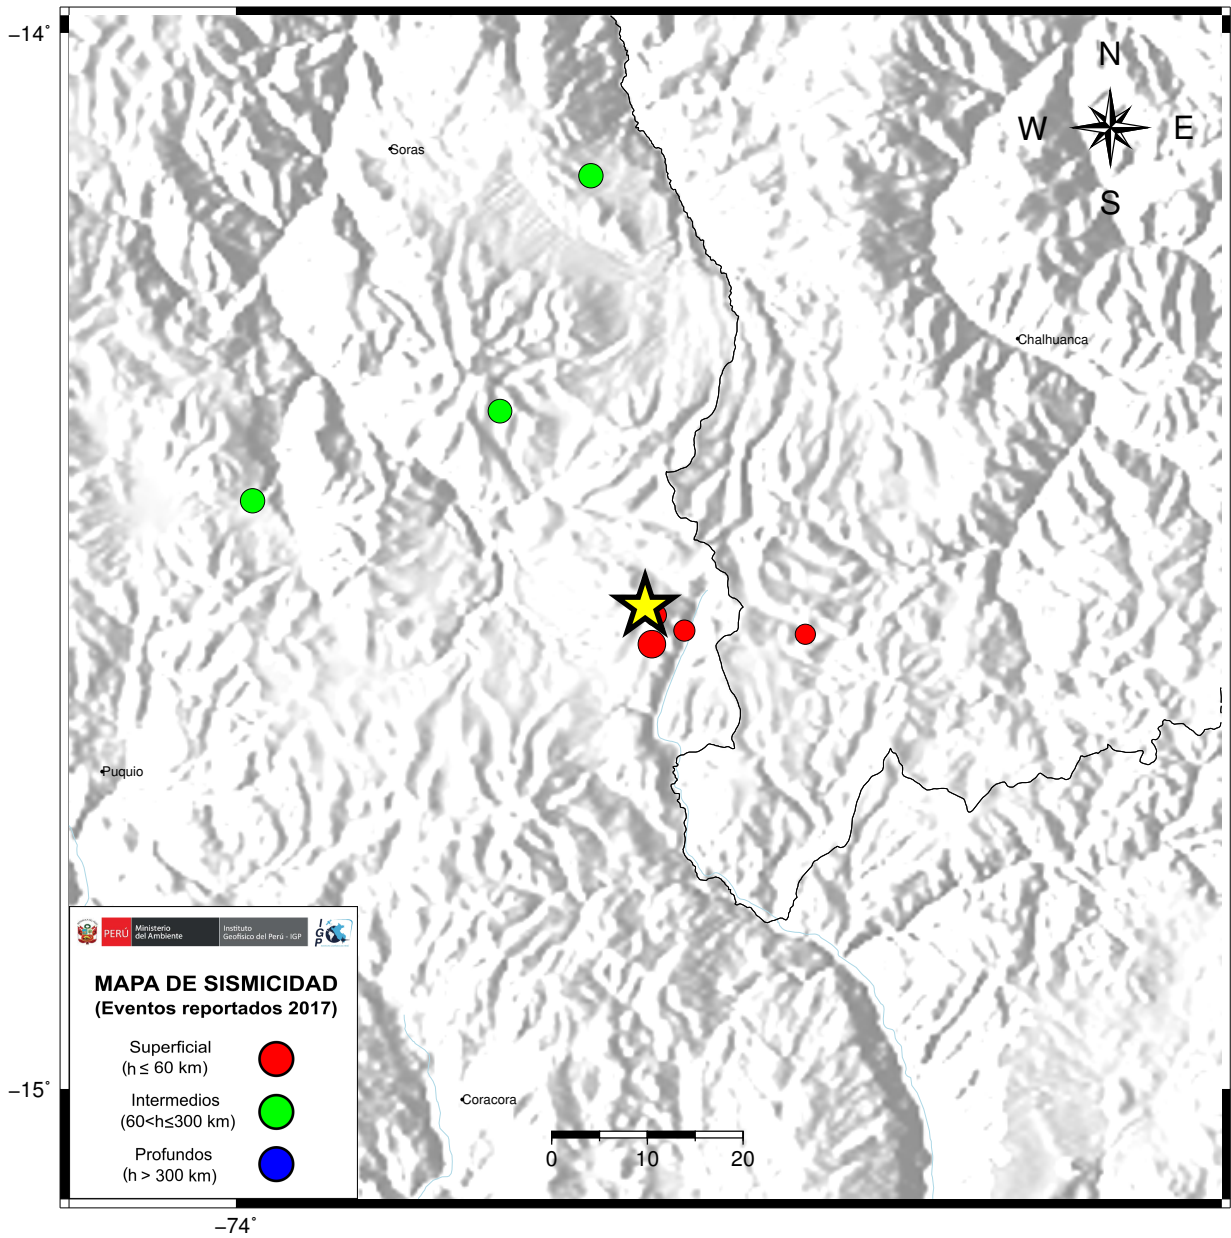 −14˚
N
W
E
S
Soras
Chalhuanca
Puquio
PERÚ
Ministerio
del Ambiente
Instituto
Geofísico del Perú - IGP
IGP
MAPA DE SISMICIDAD
(Eventos reportados 2017)
Superficial
(h ≤ 60 km)
Intermedios
(60<h≤300 km)
Profundos
(h > 300 km)
−15˚
Coracora
0 10 20
−74˚